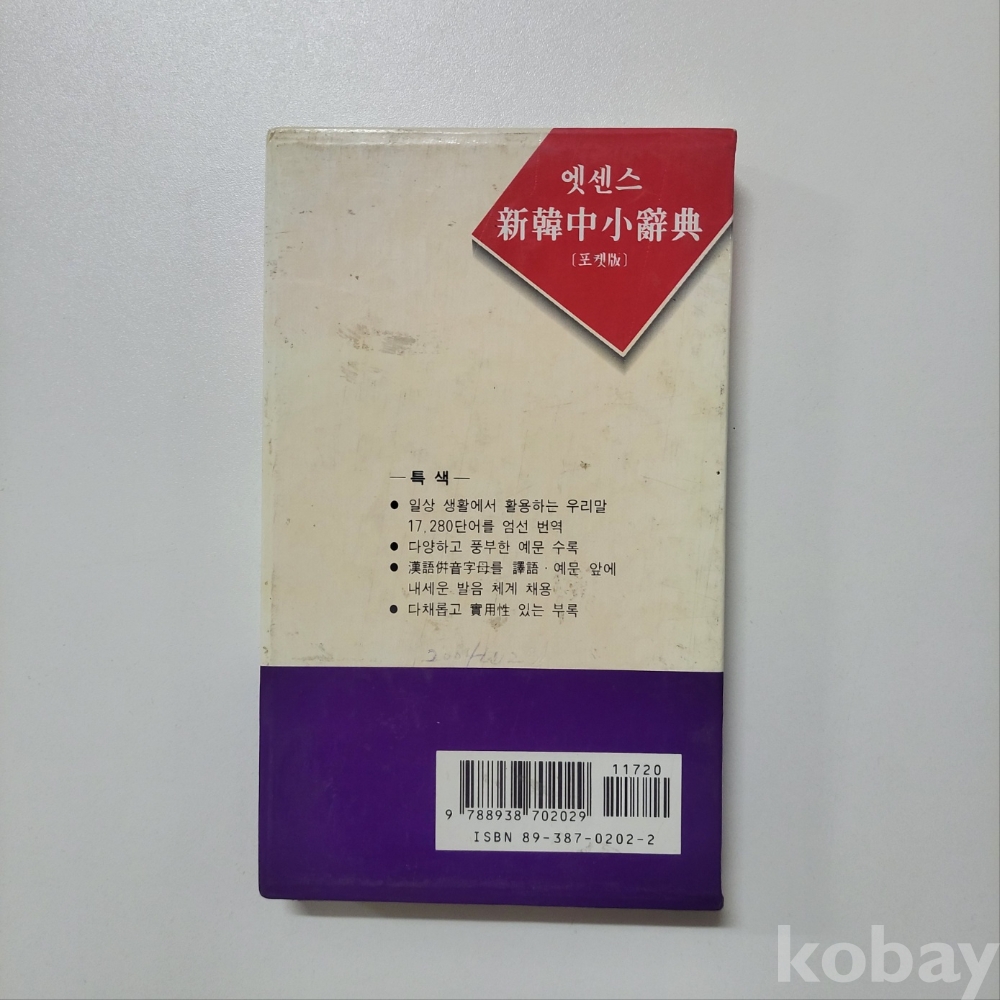 엣센스
新韓中小辭典
〔포켓版〕
—특 색—
● 일상 생활에서 활용하는 우리말
17,280단어를 엄선 번역
● 다양하고 풍부한 예문 수록
● 漢語倂音字母를 譯語·예문 앞에
내세운 발음 체계 채용
● 다채롭고 實用性 있는 부록
11720
9 788938 702029
ISBN 89-387-0202-2
kobay